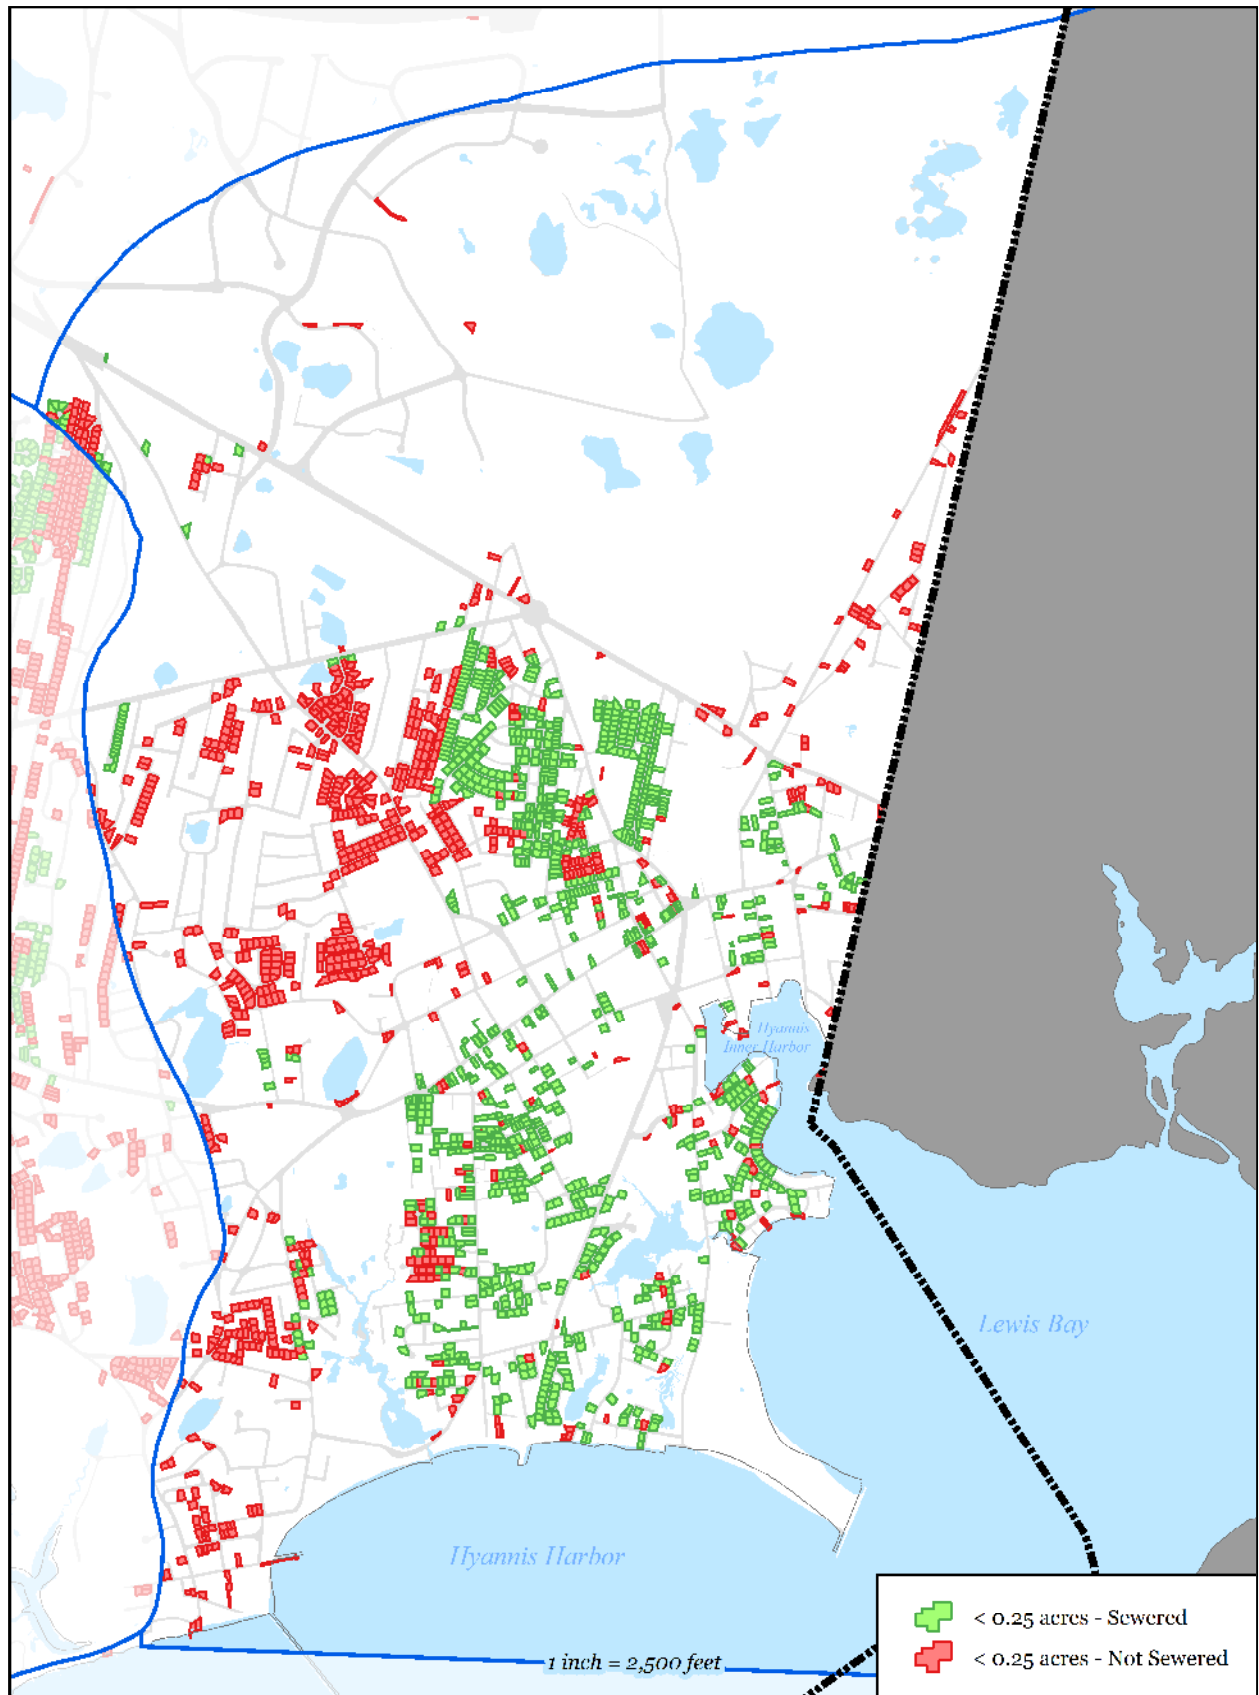 Hyannis
Inner Harbor
Lewis Bay
Hyannis Harbor
1 inch = 2,500 feet
< 0.25 acres - Sewered
< 0.25 acres - Not Sewered